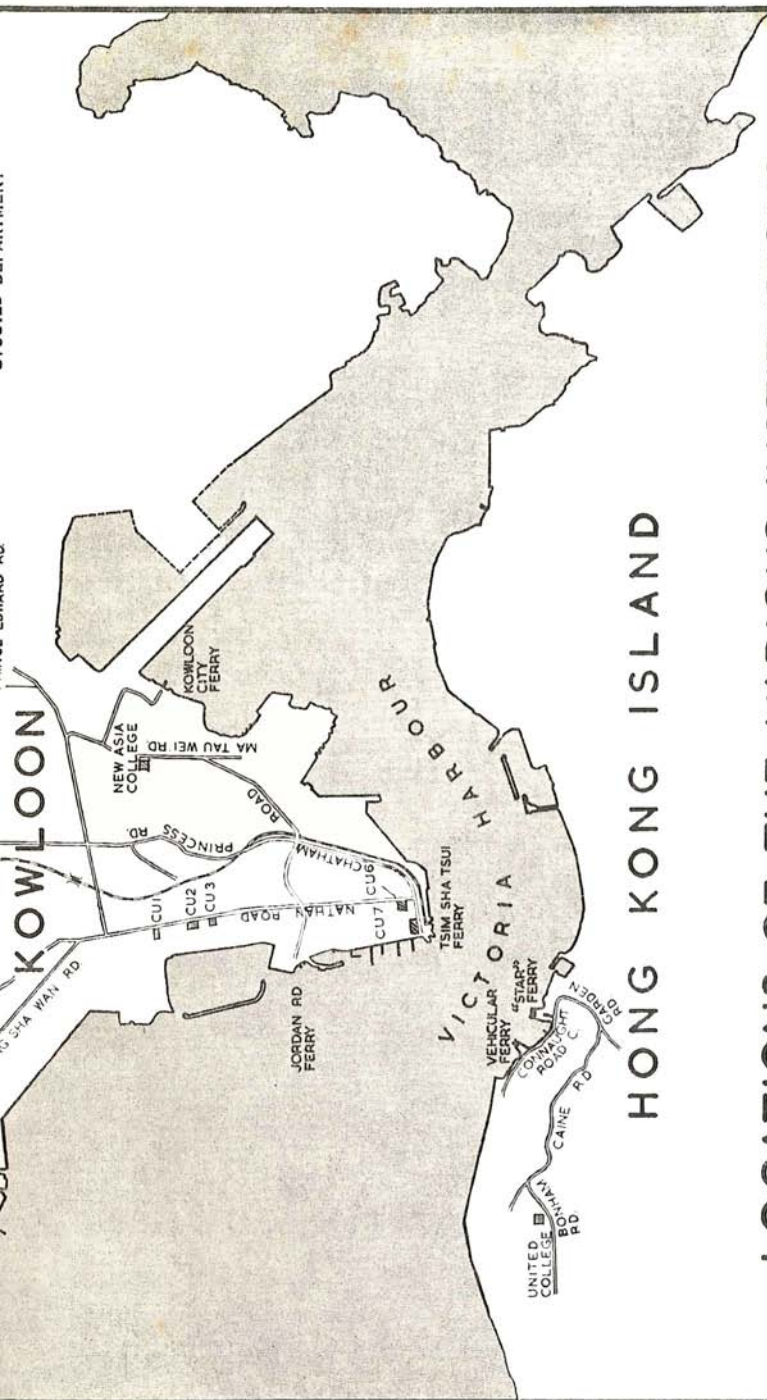 KOWLOON
NEW ASIA
COLLEGE
MA TAU WEI RD.
KOWLOON
CITY
FERRY
PRINCESS RD.
CHATHAM ROAD
NATHAN ROAD
CU1
CU2
CU3
CU6
CU7
TSIM SHA TSUI
FERRY
JORDAN RD
FERRY
VICTORIA HARBOUR
VEHICULAR
FERRY
"STAR"
FERRY
CONNAUGHT
ROAD C.
GARDEN
RD
CAINE RD
BONHAM
RD.
UNITED
COLLEGE
HONG KONG ISLAND